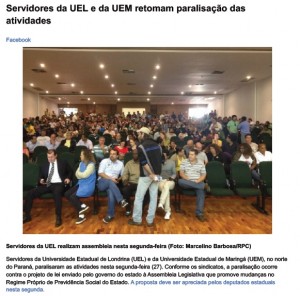 Servidores da UEL e da UEM retomam paralisação das
atividades
Facebook
Servidores da UEL realizam assembleia nesta segunda-feira (Foto: Marcelino Barbosa/RPC)
Servidores da Universidade Estadual de Londrina (UEL) e da Universidade Estadual de Maringá (UEM), no norte
do Paraná, paralisaram as atividades nesta segunda-feira (27). Conforme os sindicatos, a paralisação ocorre
contra o projeto de lei enviado pelo governo do estado à Assembleia Legislativa que promove mudanças no
Regime Próprio de Previdência Social do Estado. A proposta deve ser apreciada pelos deputados estaduais
nesta segunda.